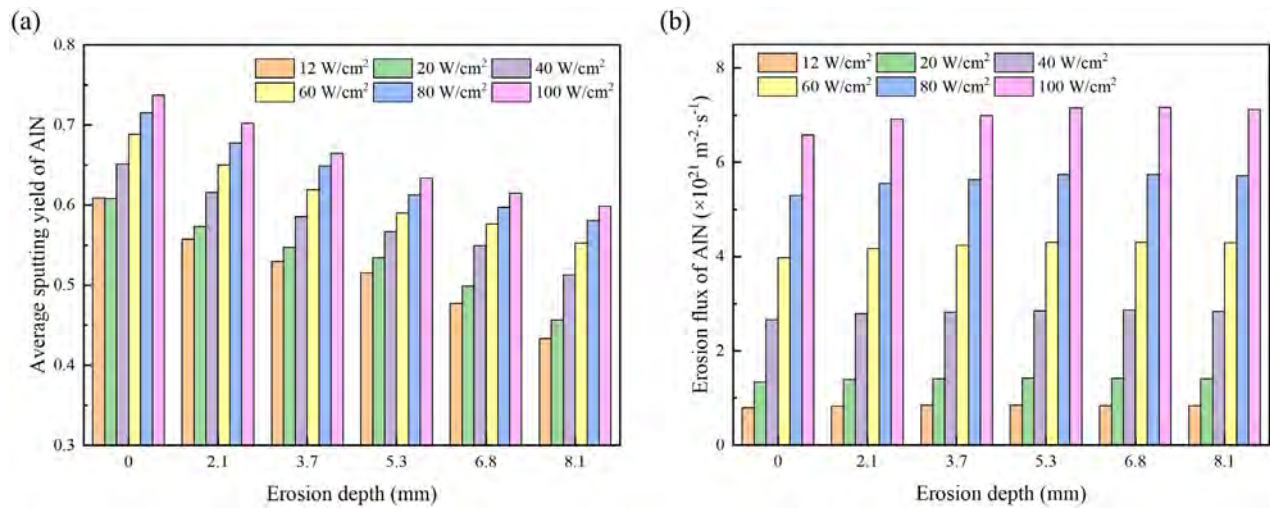 (a)
0.8
0.7
0.6
0.5
0.4
0.3
Average sputting yield of AlN
12 W/cm² 20 W/cm² 40 W/cm²
60 W/cm² 80 W/cm² 100 W/cm²
0 2.1 3.7 5.3 6.8 8.1
Erosion depth (mm)
(b)
8
6
4
2
0
Erosion flux of AlN (×10²¹ m⁻²·s⁻¹)
12 W/cm² 20 W/cm² 40 W/cm²
60 W/cm² 80 W/cm² 100 W/cm²
0 2.1 3.7 5.3 6.8 8.1
Erosion depth (mm)